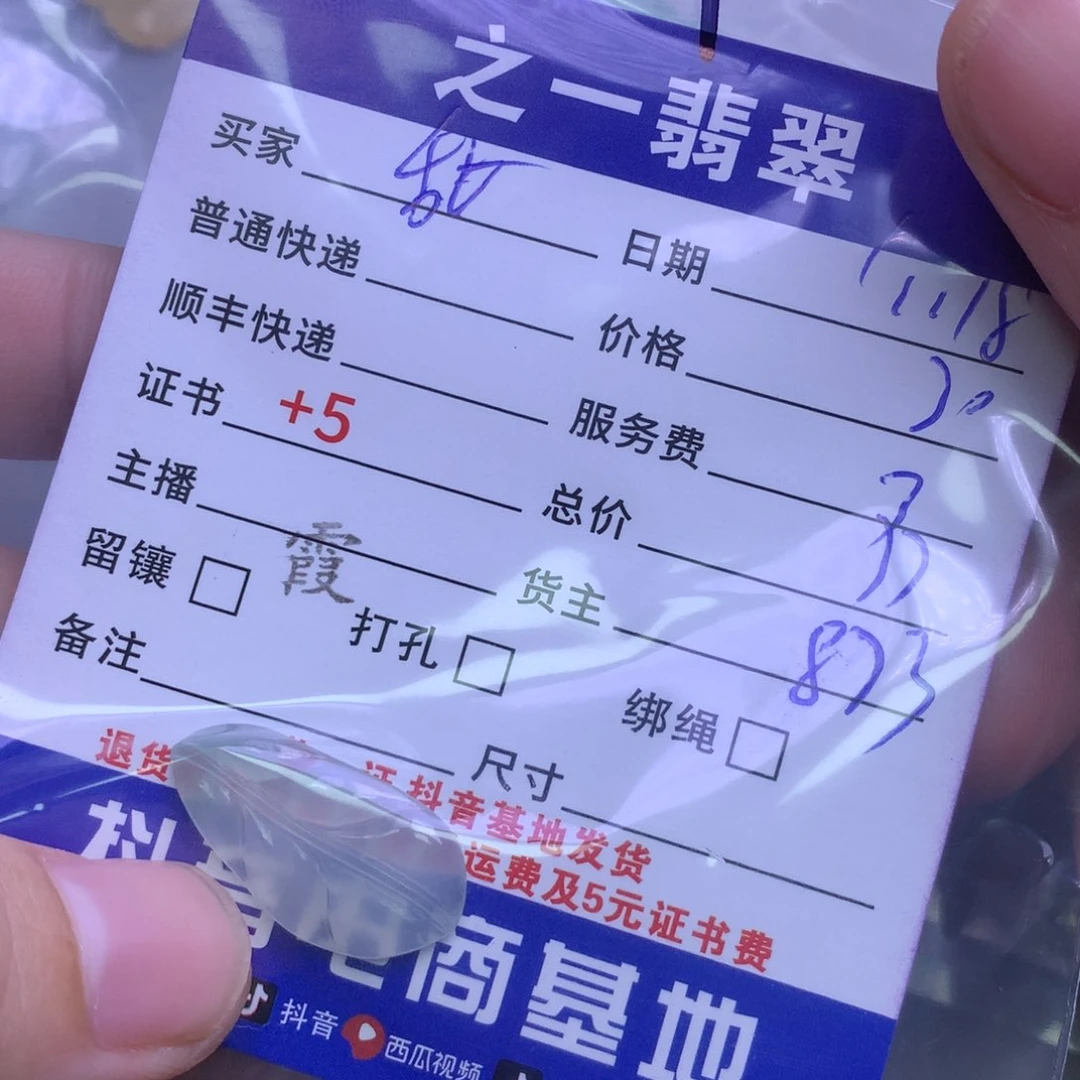 之一翡翠
买家
日期 11/18
普通快递
价格
顺丰快递
服务费
证书 +5
总价
主播 霞
货主 873
留镶 打孔 绑绳
备注
尺寸
退货 证 抖音基地发货
运费及5元证书费
抖音电商基地
抖音 西瓜视频